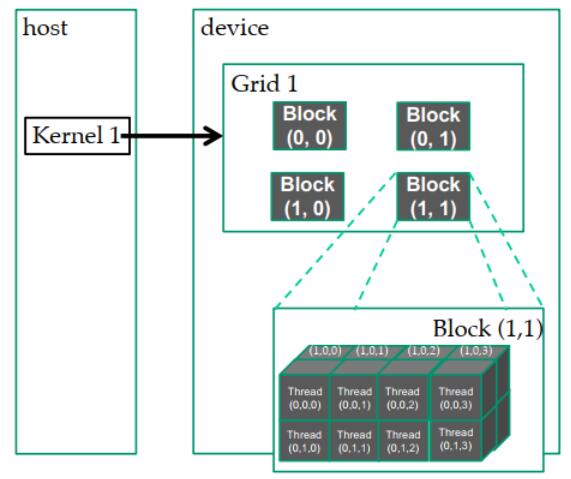 host
device
Grid 1
Kernel 1
Block
(0, 0)
Block
(0, 1)
Block
(1, 0)
Block
(1, 1)
Block (1,1)
(1,0,0) (1,0,1) (1,0,2) (1,0,3)
Thread
(0,0,0)
Thread
(0,0,1)
Thread
(0,0,2)
Thread
(0,0,3)
Thread
(0,1,0)
Thread
(0,1,1)
Thread
(0,1,2)
Thread
(0,1,3)